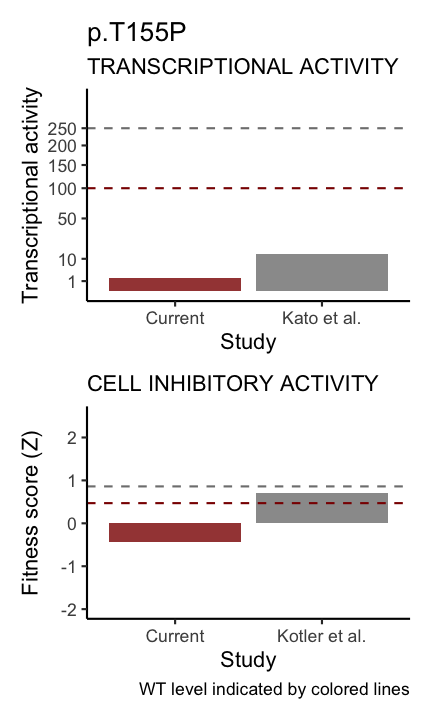 p.T155P
TRANSCRIPTIONAL ACTIVITY
Transcriptional activity
250
200
150
100
50
10
1
Current
Kato et al.
Study
CELL INHIBITORY ACTIVITY
Fitness score (Z)
2
1
0
-1
-2
Current
Kotler et al.
Study
WT level indicated by colored lines